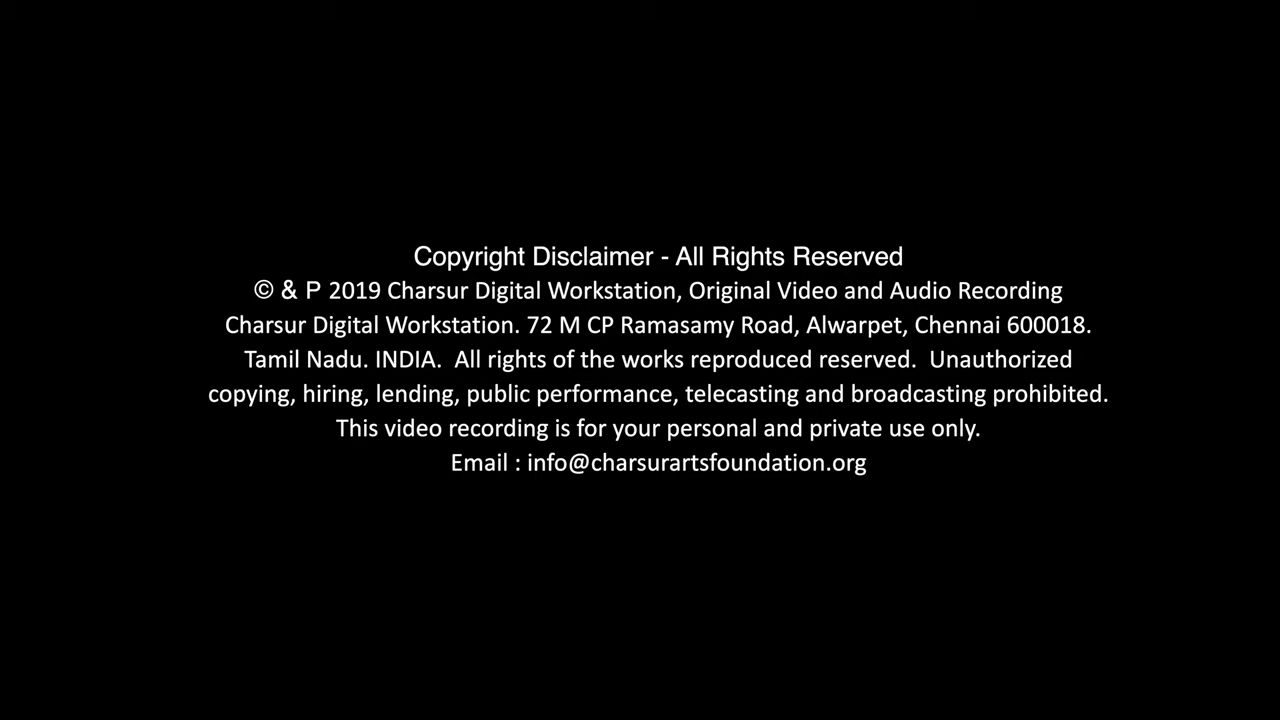 Copyright Disclaimer - All Rights Reserved
© & P 2019 Charsur Digital Workstation, Original Video and Audio Recording
Charsur Digital Workstation. 72 M CP Ramasamy Road, Alwarpet, Chennai 600018.
Tamil Nadu. INDIA.  All rights of the works reproduced reserved.  Unauthorized
copying, hiring, lending, public performance, telecasting and broadcasting prohibited.
This video recording is for your personal and private use only.
Email : info@charsurartsfoundation.org